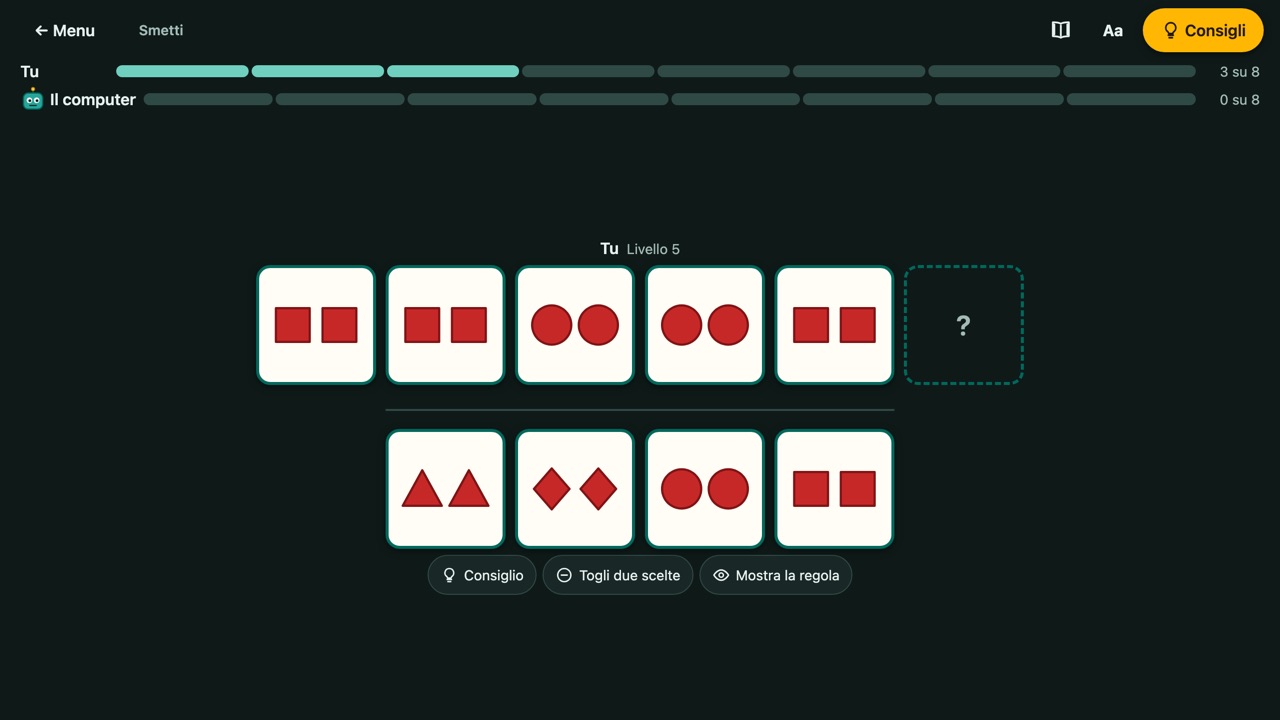 Menu
Smetti
Aa
Consigli
Tu
3 su 8
Il computer
0 su 8
Tu Livello 5
?
Consiglio
Togli due scelte
Mostra la regola